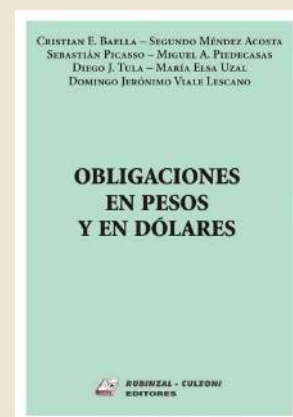 CRISTIAN E. BAELLA – SEGUNDO MÉNDEZ ACOSTA
SEBASTIÁN PICASSO – MIGUEL A. PIEDECASAS
DIEGO J. TULA – MARÍA ELSA UZAL
DOMINGO JERÓNIMO VIALE LESCANO
OBLIGACIONES
EN PESOS
Y EN DÓLARES
RUBINZAL - CULZONI
EDITORES